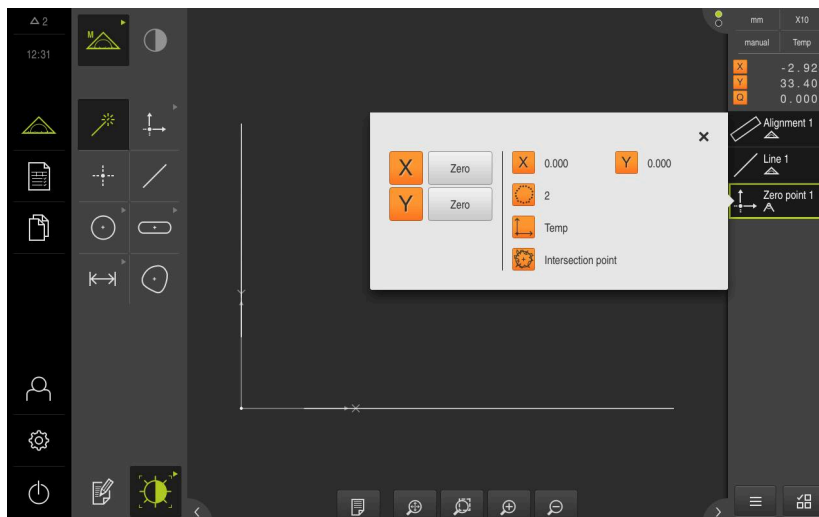 2
12:31
M
mm X10
manual Temp
X -2.92
Y 33.40
Q 0.000
Alignment 1
Line 1
Zero point 1
X Zero
Y Zero
X 0.000 Y 0.000
2
Temp
Intersection point
Y
X